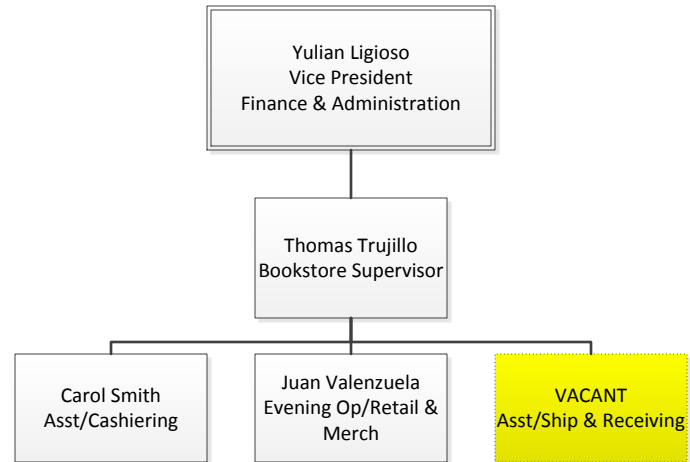 Yulian Ligioso
Vice President
Finance & Administration
Thomas Trujillo
Bookstore Supervisor
Carol Smith
Asst/Cashiering
Juan Valenzuela
Evening Op/Retail &
Merch
VACANT
Asst/Ship & Receiving